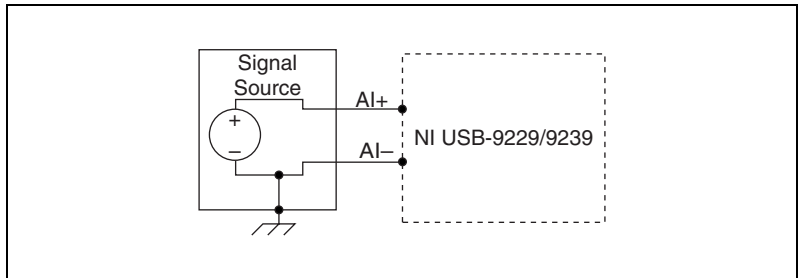 Signal
Source
AI+
+
–
AI–
NI USB-9229/9239